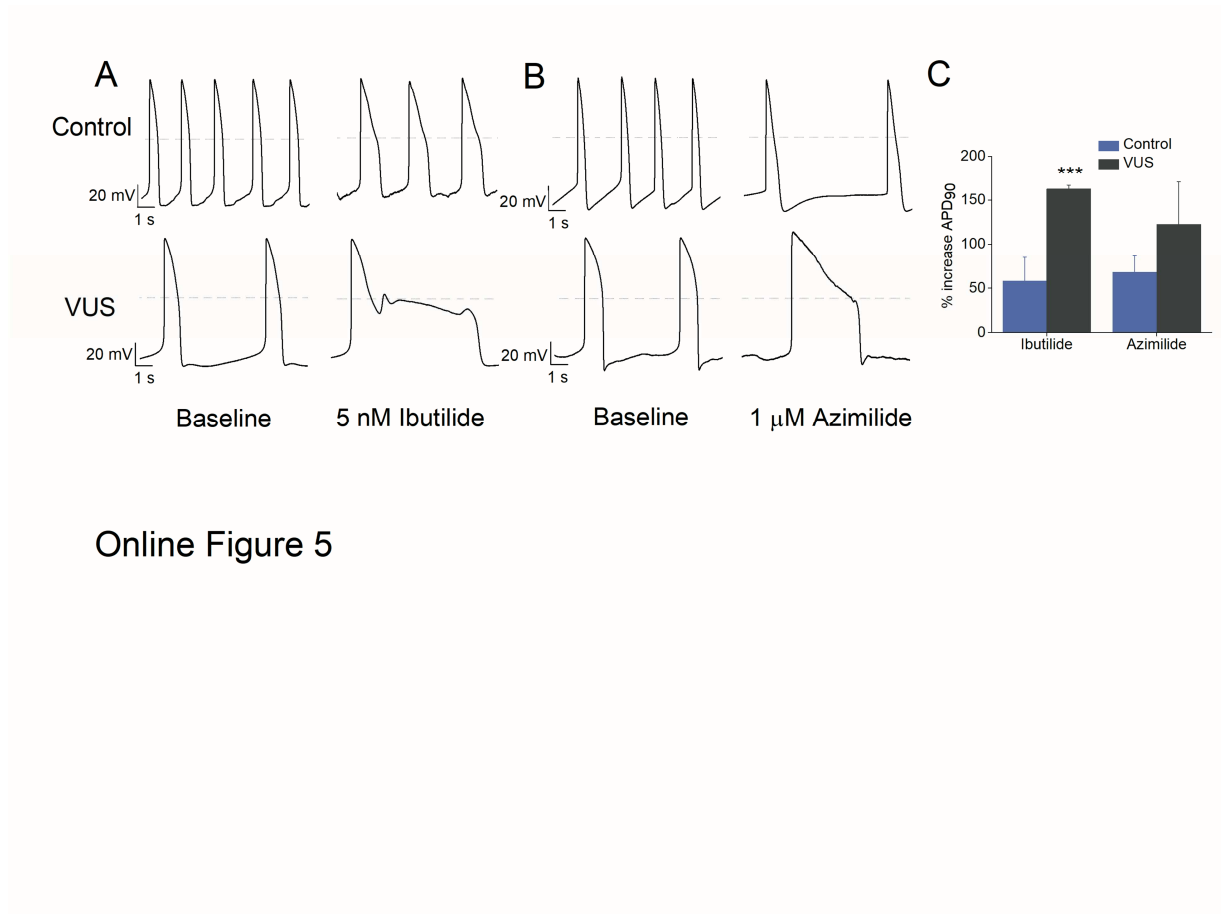 A
Control
20 mV
1 s
VUS
20 mV
1 s
Baseline
5 nM Ibutilide
B
20 mV
1 s
20 mV
1 s
Baseline
1 μM Azimilide
C
Control
VUS
% increase APD90
200
150
100
50
0
***
Ibutilide
Azimilide
Online Figure 5